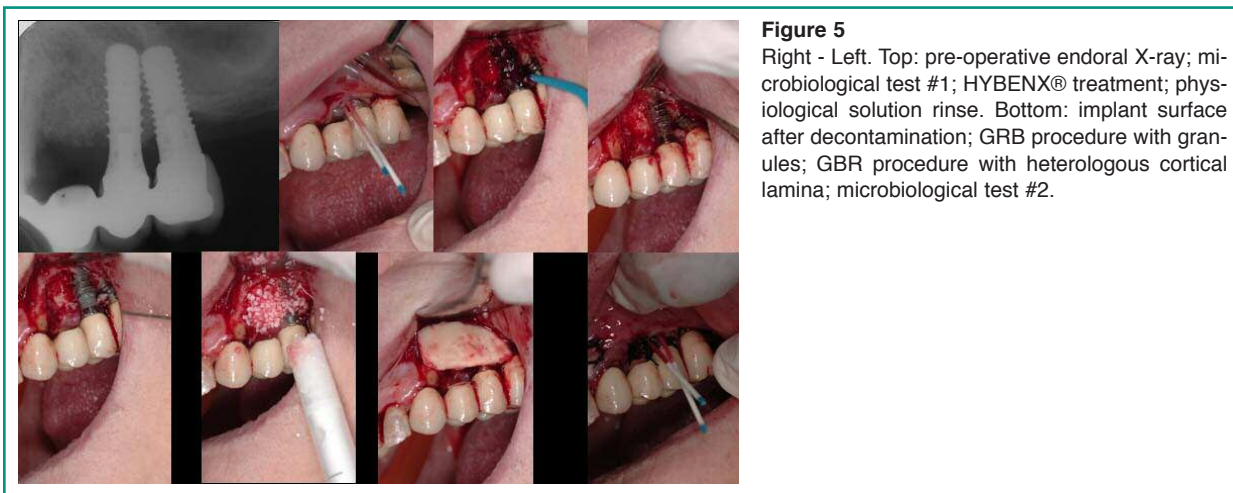 Figure 5
Right - Left. Top: pre-operative endoral X-ray; mi-
crobiological test #1; HYBENX® treatment; phys-
iological solution rinse. Bottom: implant surface
after decontamination; GRB procedure with gran-
ules; GBR procedure with heterologous cortical
lamina; microbiological test #2.